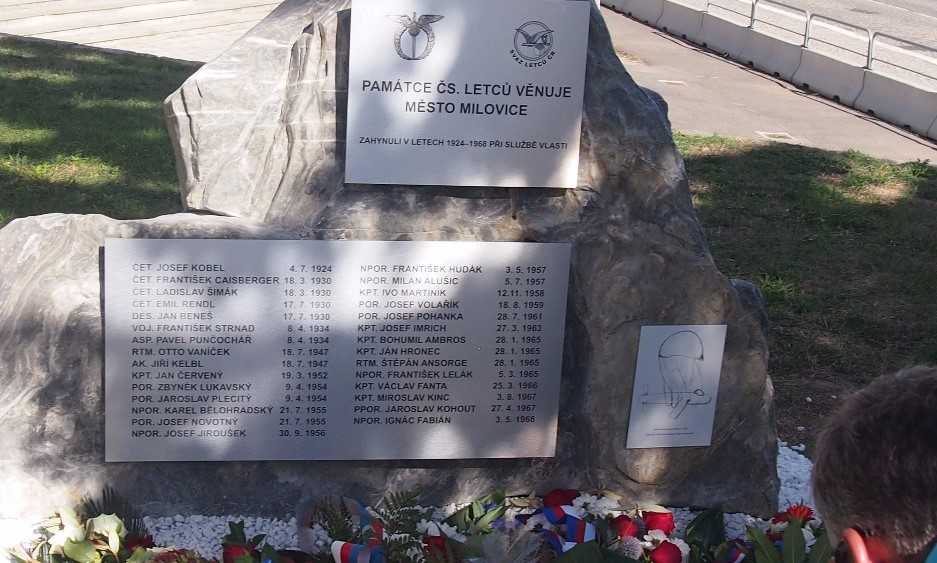 SVAZ LETCŮ ČR
PAMÁTCE ČS. LETCŮ VĚNUJE
MĚSTO MILOVICE
ZAHYNULI V LETECH 1924–1968 PŘI SLUŽBĚ VLASTI
ČET. JOSEF KOBEL 4. 7. 1924
ČET. FRANTIŠEK CAISBERGER 18. 3. 1930
ČET. LADISLAV ŠIMÁK 18. 3. 1930
ČET. EMIL RENDL 17. 7. 1930
DES. JAN BENEŠ 17. 7. 1930
VOJ. FRANTIŠEK STRNAD 8. 4. 1934
ASP. PAVEL PUNČOCHÁŘ 8. 4. 1934
RTM. OTTO VANÍČEK 18. 7. 1947
AK. JIŘÍ KELBL 18. 7. 1947
KPT. JAN ČERVENÝ 19. 3. 1952
POR. ZBYNĚK LUKAVSKÝ 9. 4. 1954
POR. JAROSLAV PLECITÝ 9. 4. 1954
NPOR. KAREL BĚLOHRADSKÝ 21. 7. 1955
POR. JOSEF NOVOTNÝ 21. 7. 1955
NPOR. JOSEF JIROUŠEK 30. 9. 1956
NPOR. FRANTIŠEK HUDÁK 3. 5. 1957
NPOR. MILAN ALUŠIC 5. 7. 1957
KPT. IVO MARTINÍK 12.11. 1958
POR. JOSEF VOLAŘÍK 18. 8. 1959
POR. JOSEF POHANKA 28. 7. 1961
KPT. JOSEF IMRICH 27. 3. 1963
KPT. BOHUMIL AMBROS 28. 1. 1965
KPT. JÁN HRONEC 28. 1. 1965
RTM. ŠTĚPÁN ANSORGE 28. 1. 1965
NPOR. FRANTIŠEK LELÁK 5. 3. 1965
KPT. VÁCLAV FANTA 25. 3. 1966
KPT. MIROSLAV KINC 3. 8. 1967
PPOR. JAROSLAV KOHOUT 27. 4. 1967
NPOR. IGNÁC FABIÁN 3. 5. 1968